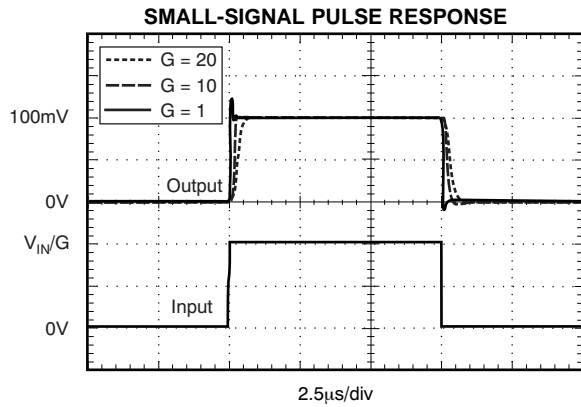 SMALL-SIGNAL PULSE RESPONSE
G = 20
G = 10
G = 1
100mV
Output
0V
V_IN/G
Input
0V
2.5µs/div